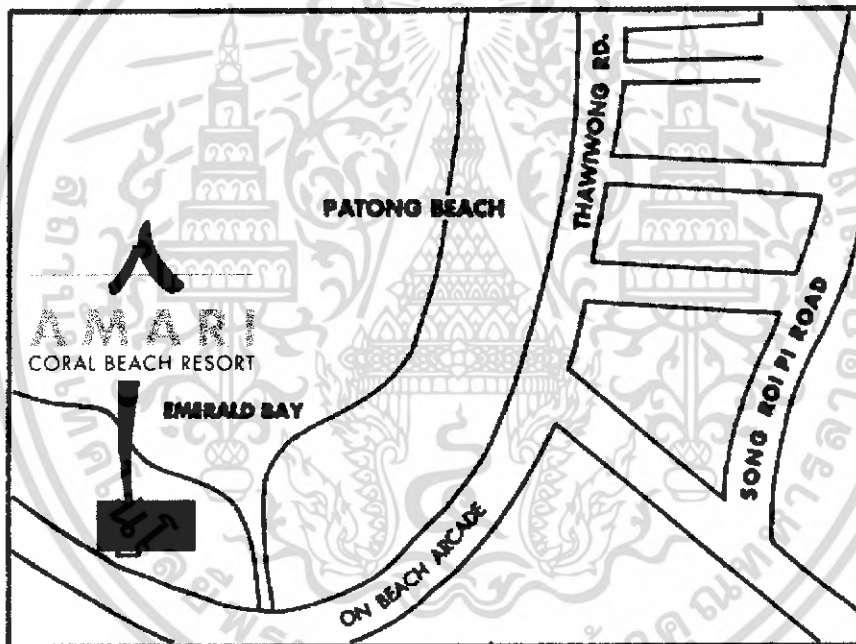 THAWIWONG RD.
PATONG BEACH
AMARI
CORAL BEACH RESORT
EMERALD BAY
SONG ROI PI ROAD
ON BEACH ARCADE